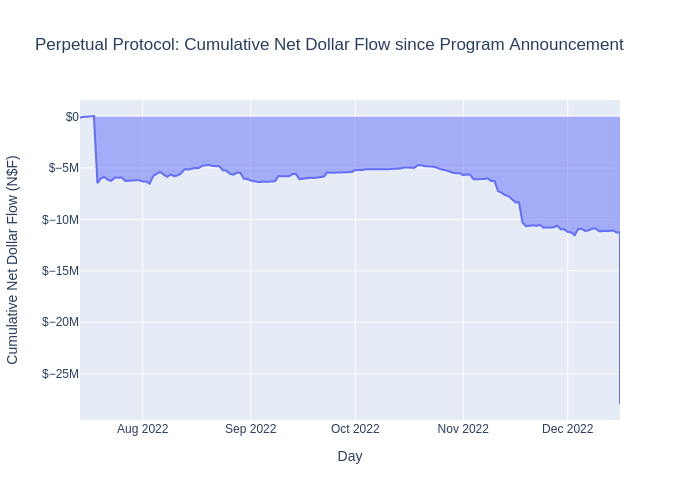 Perpetual Protocol: Cumulative Net Dollar Flow since Program Announcement
$0
$−5M
$−10M
$−15M
$−20M
$−25M
Cumulative Net Dollar Flow (N$F)
Aug 2022
Sep 2022
Oct 2022
Nov 2022
Dec 2022
Day